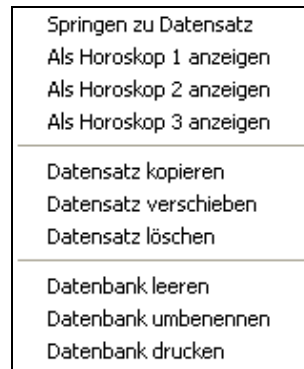 Springen zu Datensatz
Als Horoskop 1 anzeigen
Als Horoskop 2 anzeigen
Als Horoskop 3 anzeigen
Datensatz kopieren
Datensatz verschieben
Datensatz löschen
Datenbank leeren
Datenbank umbenennen
Datenbank drucken